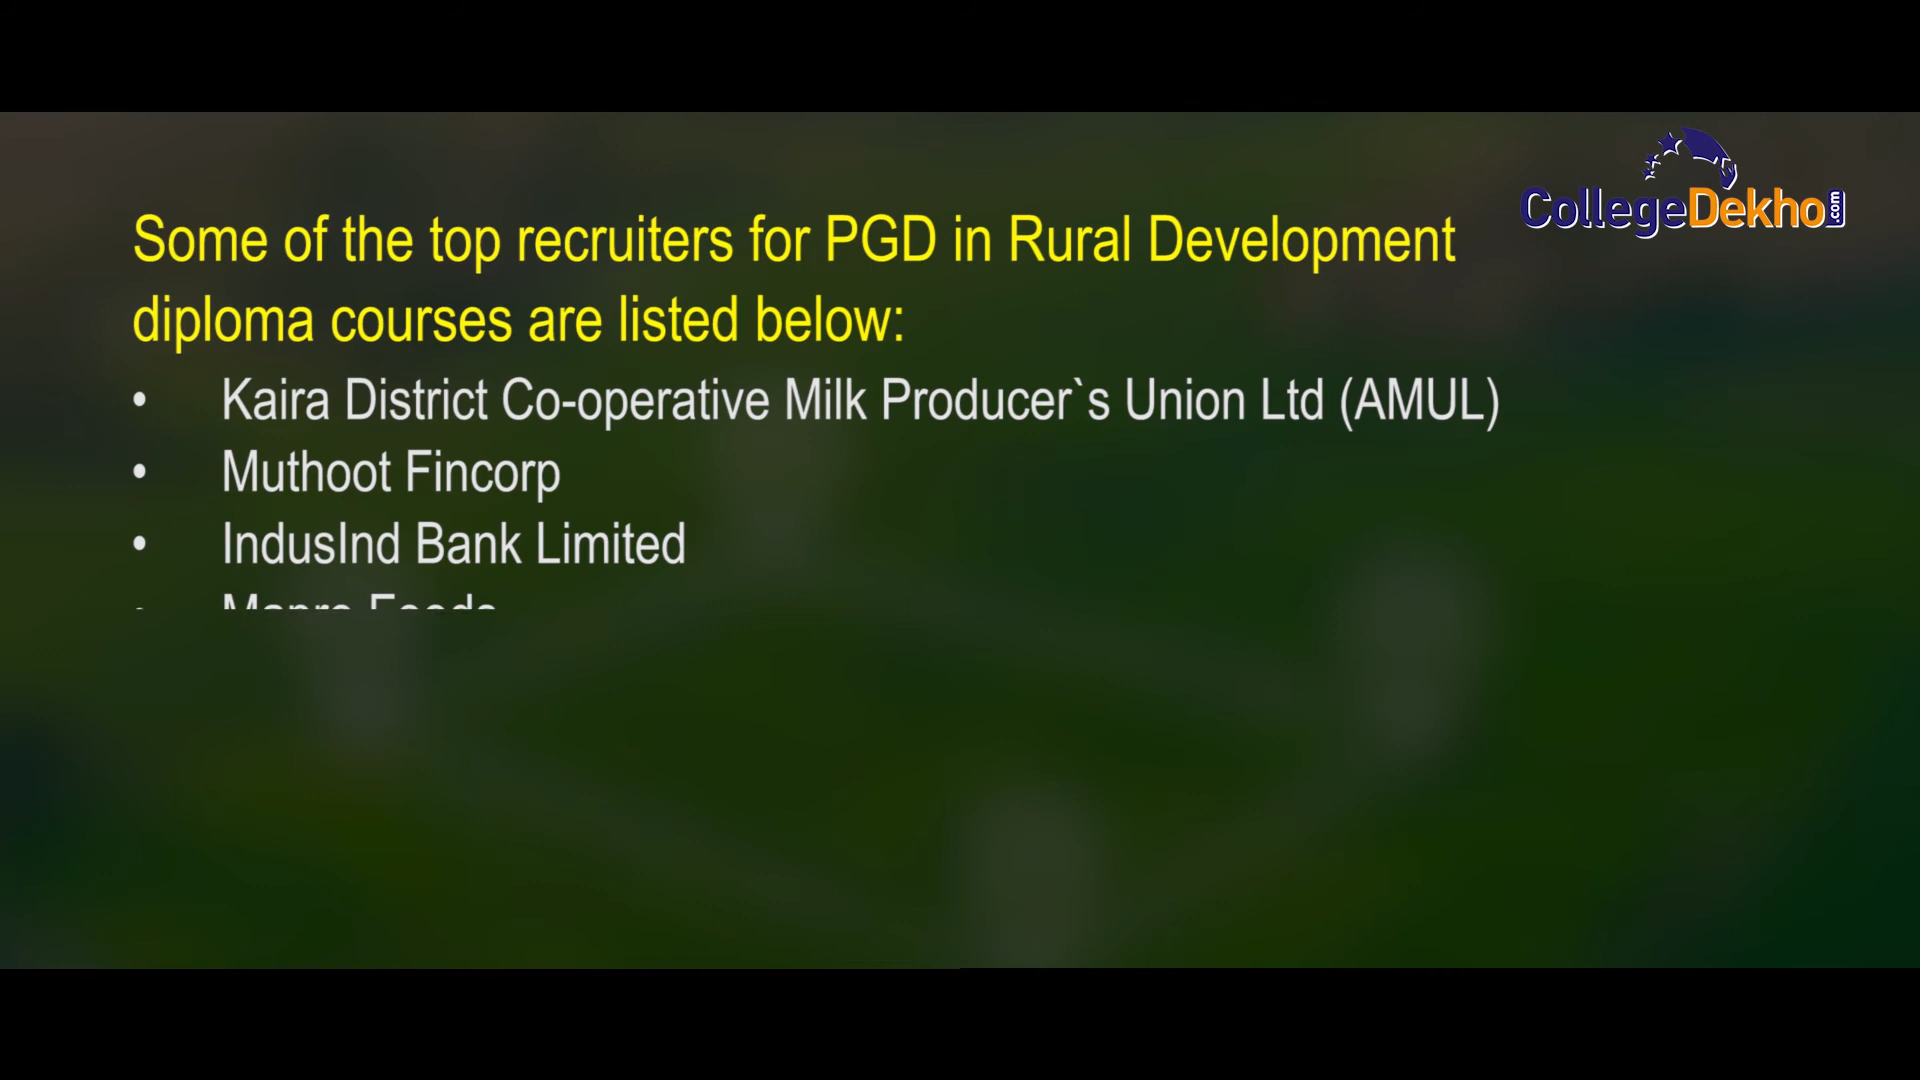 CollegeDekho.com
Some of the top recruiters for PGD in Rural Development
diploma courses are listed below:
• Kaira District Co-operative Milk Producer`s Union Ltd (AMUL)
• Muthoot Fincorp
• IndusInd Bank Limited